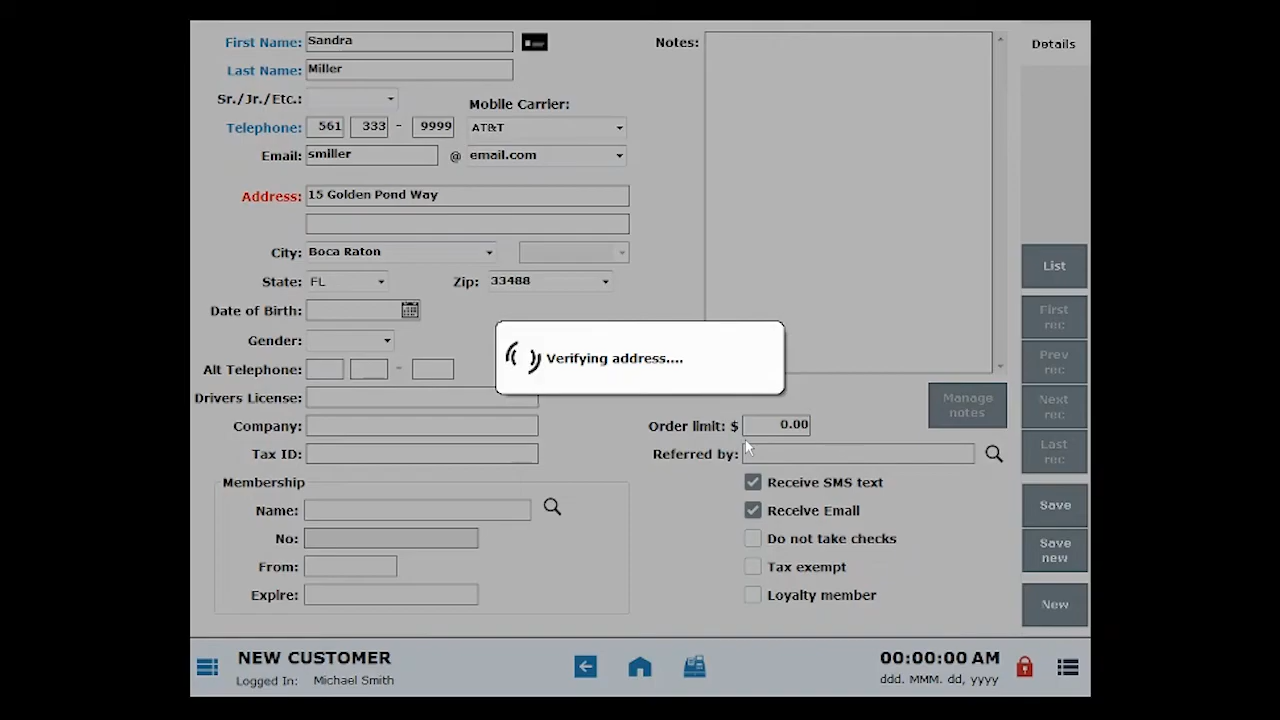 First Name: Sandra
Last Name: Miller
Sr./Jr./Etc.:
Mobile Carrier:
Telephone: 561 333 - 9999 AT&T
Email: smiller @ email.com
Address: 15 Golden Pond Way
City: Boca Raton
State: FL Zip: 33488
Date of Birth:
Gender:
Alt Telephone: -
Drivers License:
Company:
Tax ID:
Membership
Name:
No:
From:
Expire:
Verifying address....
Notes:
Manage
notes
Order limit: $ 0.00
Referred by:
Receive SMS text
Receive Email
Do not take checks
Tax exempt
Loyalty member
Details
List
First
rec
Prev
rec
Next
rec
Last
rec
Save
Save
new
New
NEW CUSTOMER
Logged In: Michael Smith
00:00:00 AM
ddd. MMM. dd, yyyy